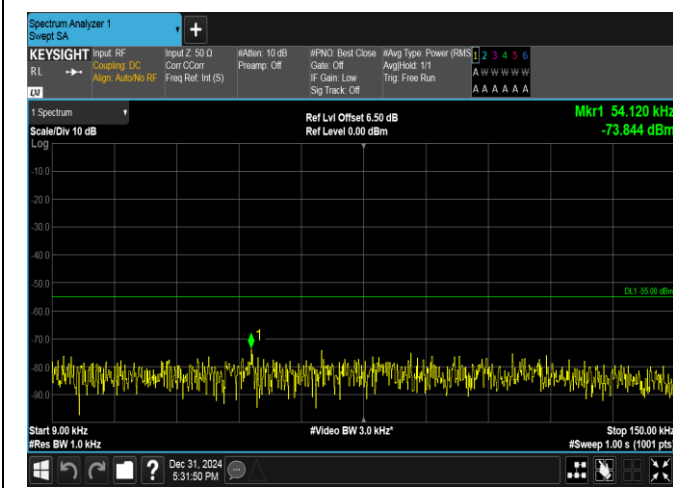 Spectrum Analyzer 1
Swept SA
KEYSIGHT
RL
LXI
Input: RF
Coupling: DC
Align: Auto/No RF
Input Z: 50 Ω
Corr CCorr
Freq Ref: Int (S)
#Atten: 10 dB
Preamp: Off
#PNO: Best Close
Gate: Off
IF Gain: Low
Sig Track: Off
#Avg Type: Power (RMS
Avg|Hold: 1/1
Trig: Free Run
1 2 3 4 5 6
A W W W W W
A A A A A A
1 Spectrum
Scale/Div 10 dB
Log
Ref Lvl Offset 6.50 dB
Ref Level 0.00 dBm
Mkr1 54.120 kHz
-73.844 dBm
-10.0
-20.0
-30.0
-40.0
-50.0
DL1 -55.00 dBm
-60.0
-70.0
1
-80.0
-90.0
Start 9.00 kHz
#Res BW 1.0 kHz
#Video BW 3.0 kHz*
Stop 150.00 kHz
#Sweep 1.00 s (1001 pts)
?
Dec 31, 2024
5:31:50 PM